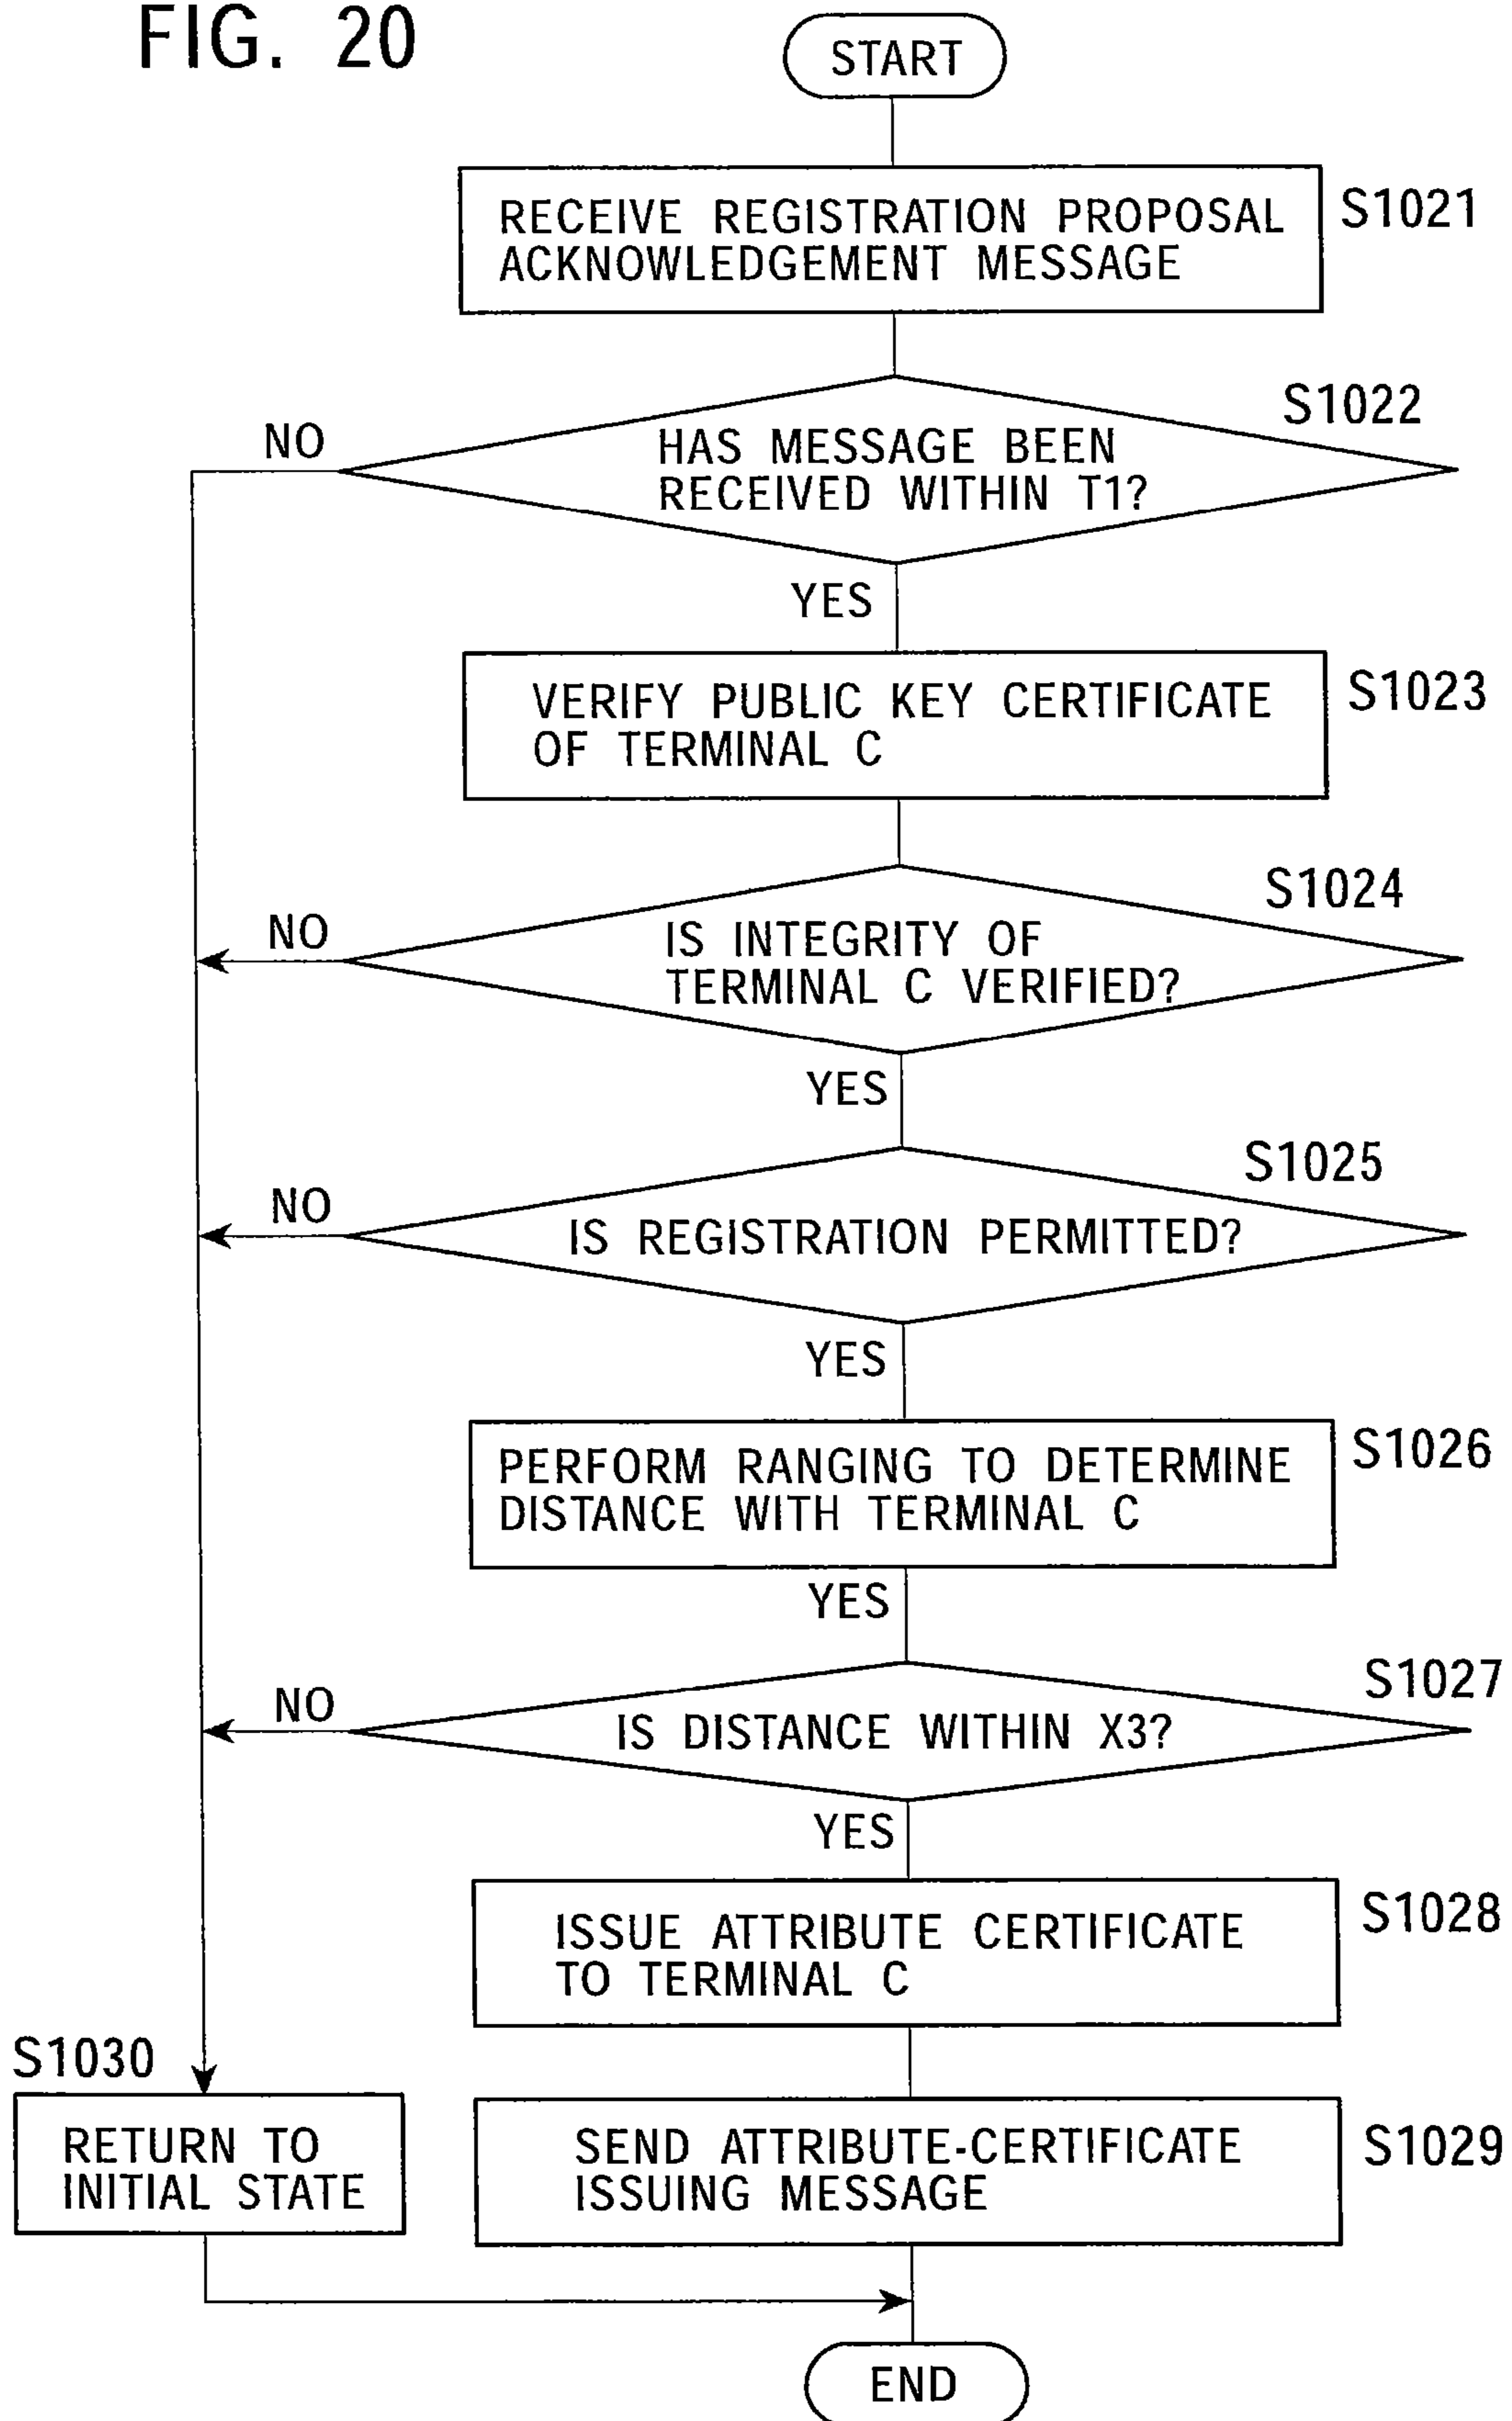 FIG. 20
START
RECEIVE REGISTRATION PROPOSAL
ACKNOWLEDGEMENT MESSAGE
S1021
S1022
NO
HAS MESSAGE BEEN
RECEIVED WITHIN T1?
YES
VERIFY PUBLIC KEY CERTIFICATE
OF TERMINAL C
S1023
S1024
NO
IS INTEGRITY OF
TERMINAL C VERIFIED?
YES
S1025
NO
IS REGISTRATION PERMITTED?
YES
PERFORM RANGING TO DETERMINE
DISTANCE WITH TERMINAL C
S1026
YES
S1027
NO
IS DISTANCE WITHIN X3?
YES
ISSUE ATTRIBUTE CERTIFICATE
TO TERMINAL C
S1028
S1030
RETURN TO
INITIAL STATE
SEND ATTRIBUTE-CERTIFICATE
ISSUING MESSAGE
S1029
END